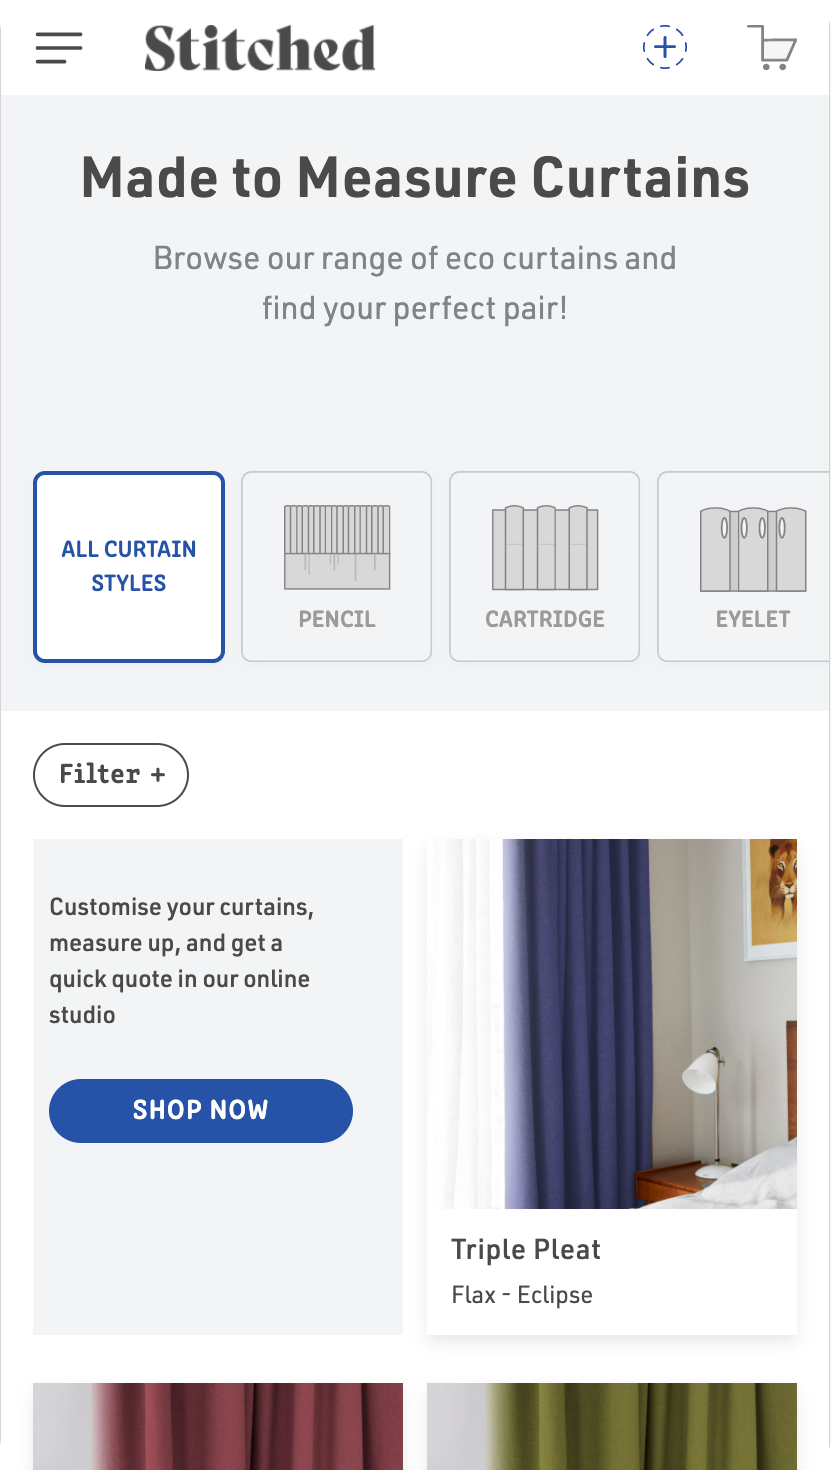 Stitched
Made to Measure Curtains
Browse our range of eco curtains and
find your perfect pair!
ALL CURTAIN
STYLES
PENCIL
CARTRIDGE
EYELET
Filter +
Customise your curtains,
measure up, and get a
quick quote in our online
studio
SHOP NOW
Triple Pleat
Flax - Eclipse